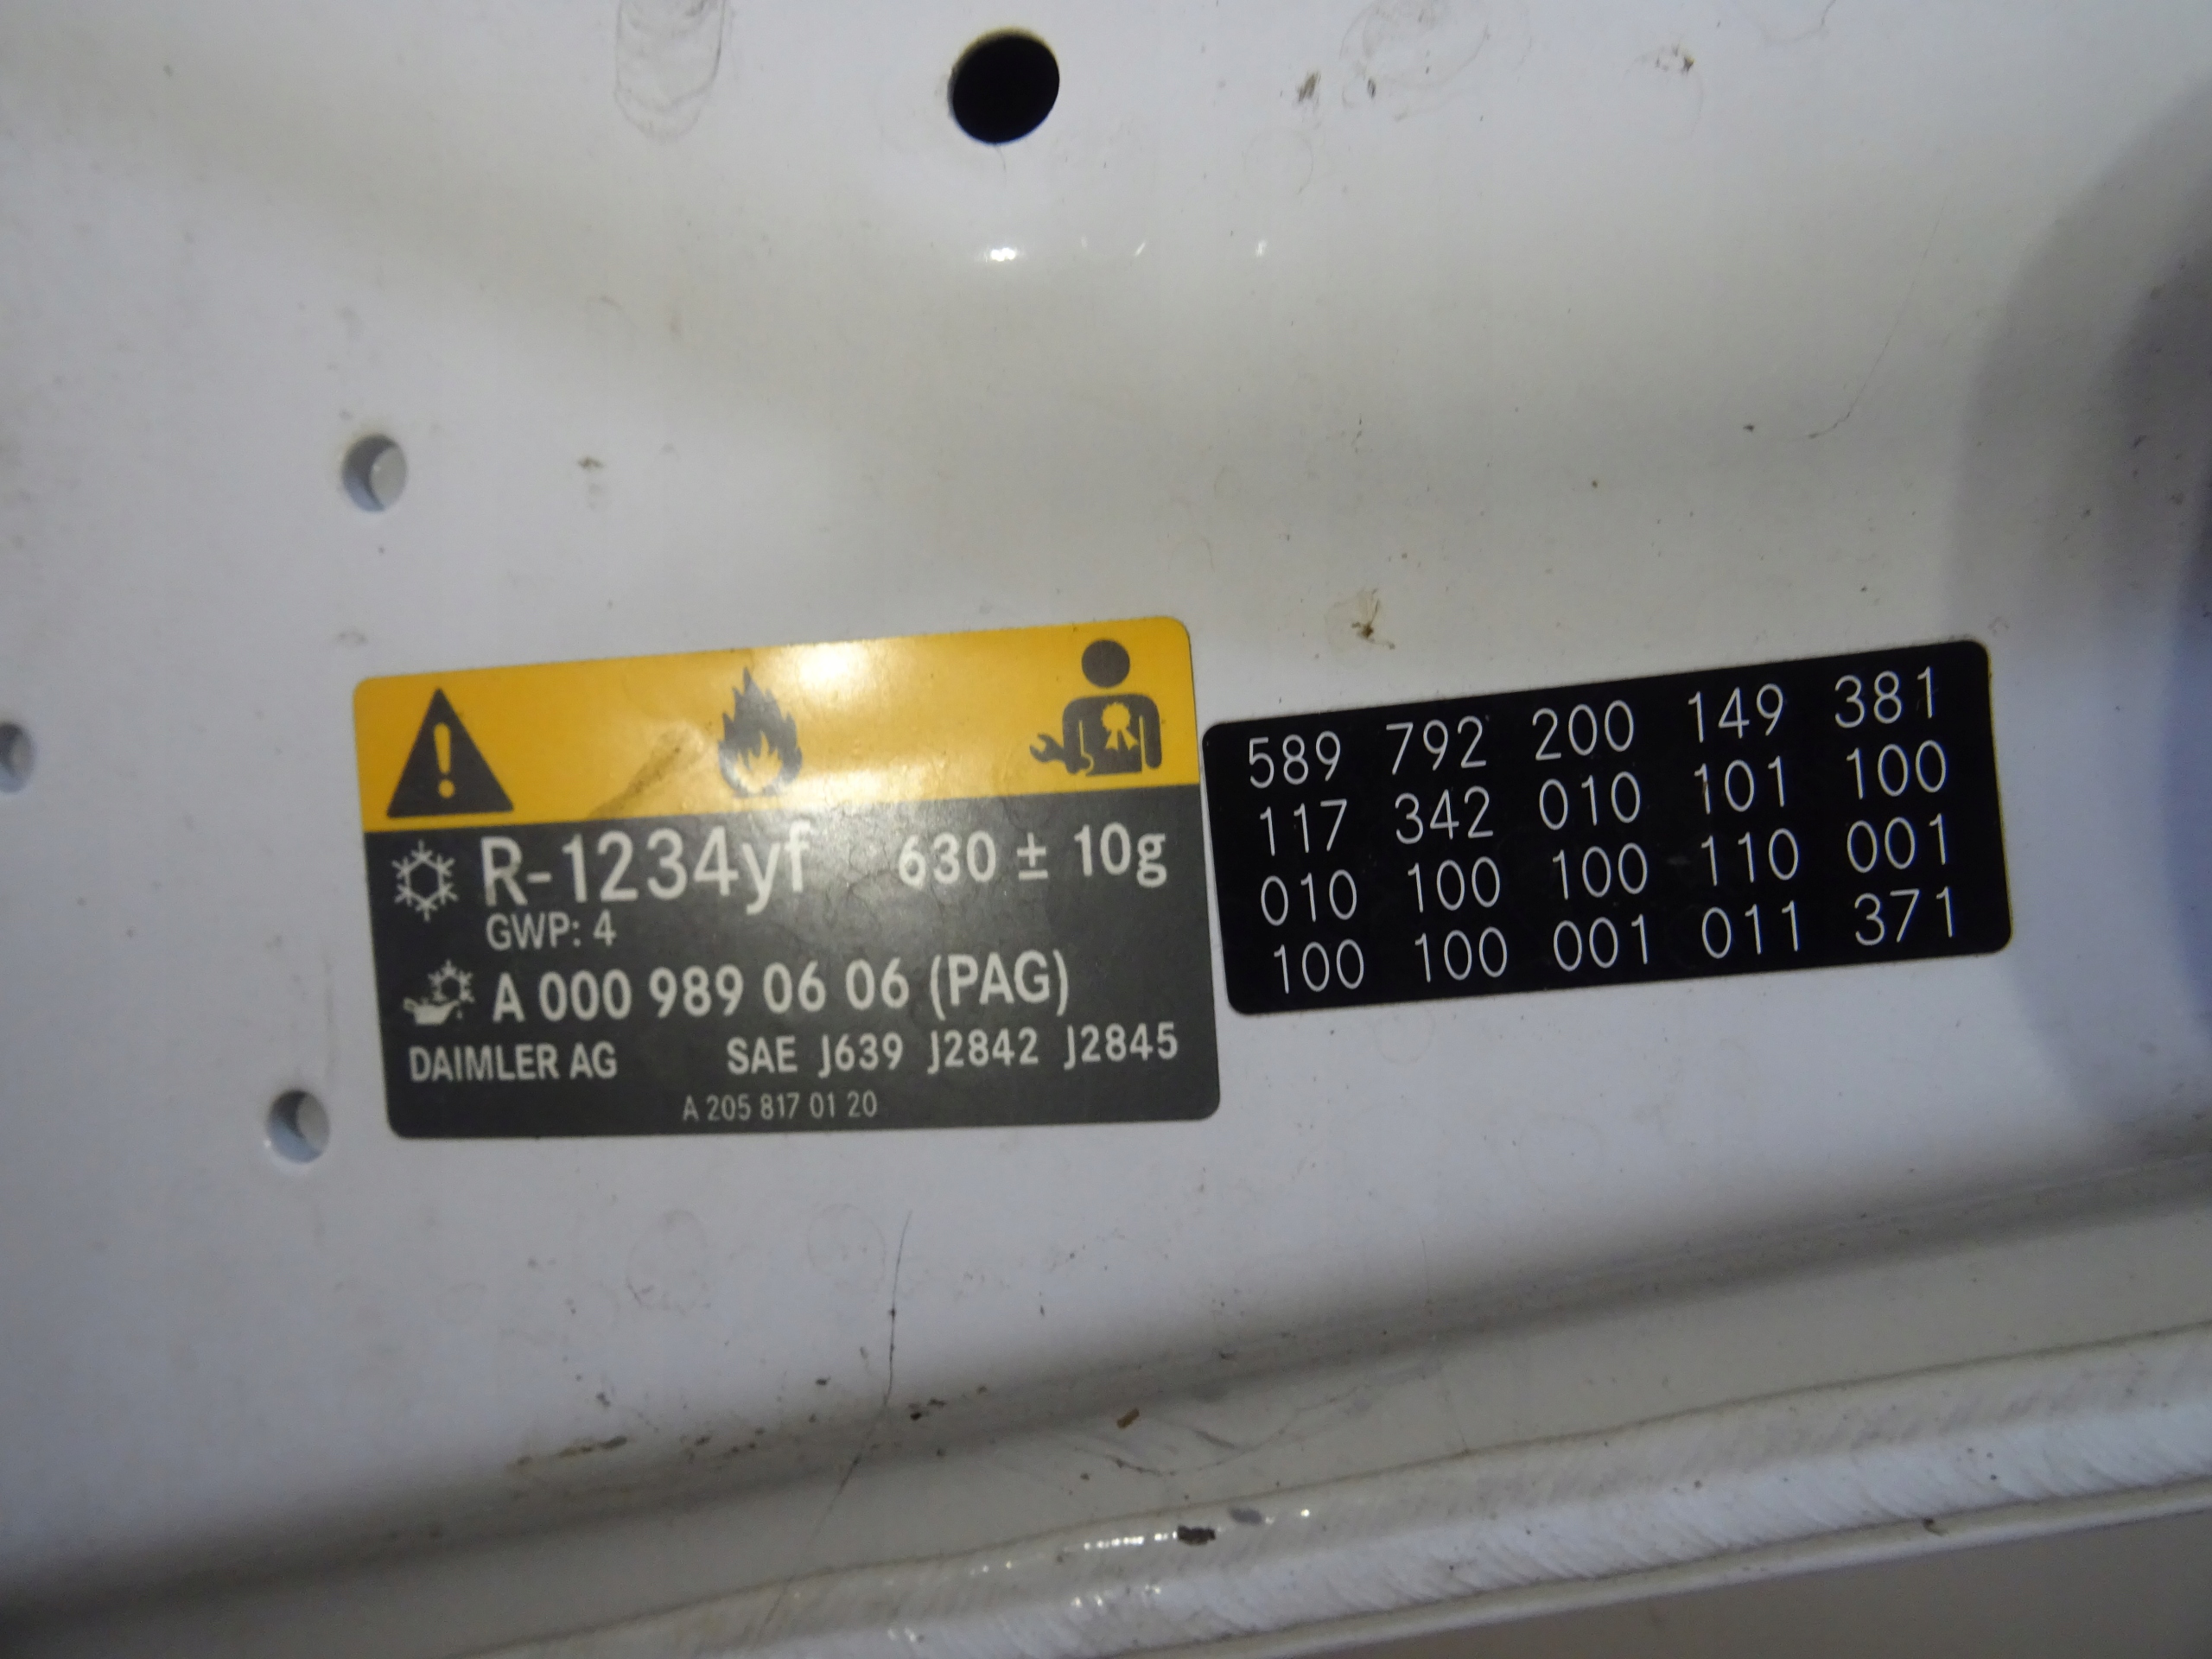 R-1234yf 630 ± 10g
GWP: 4
A 000 989 06 06 (PAG)
DAIMLER AG SAE J639 J2842 J2845
A 205 817 01 20
589 792 200 149 381
117 342 010 101 100
010 100 100 110 001
100 100 001 011 371